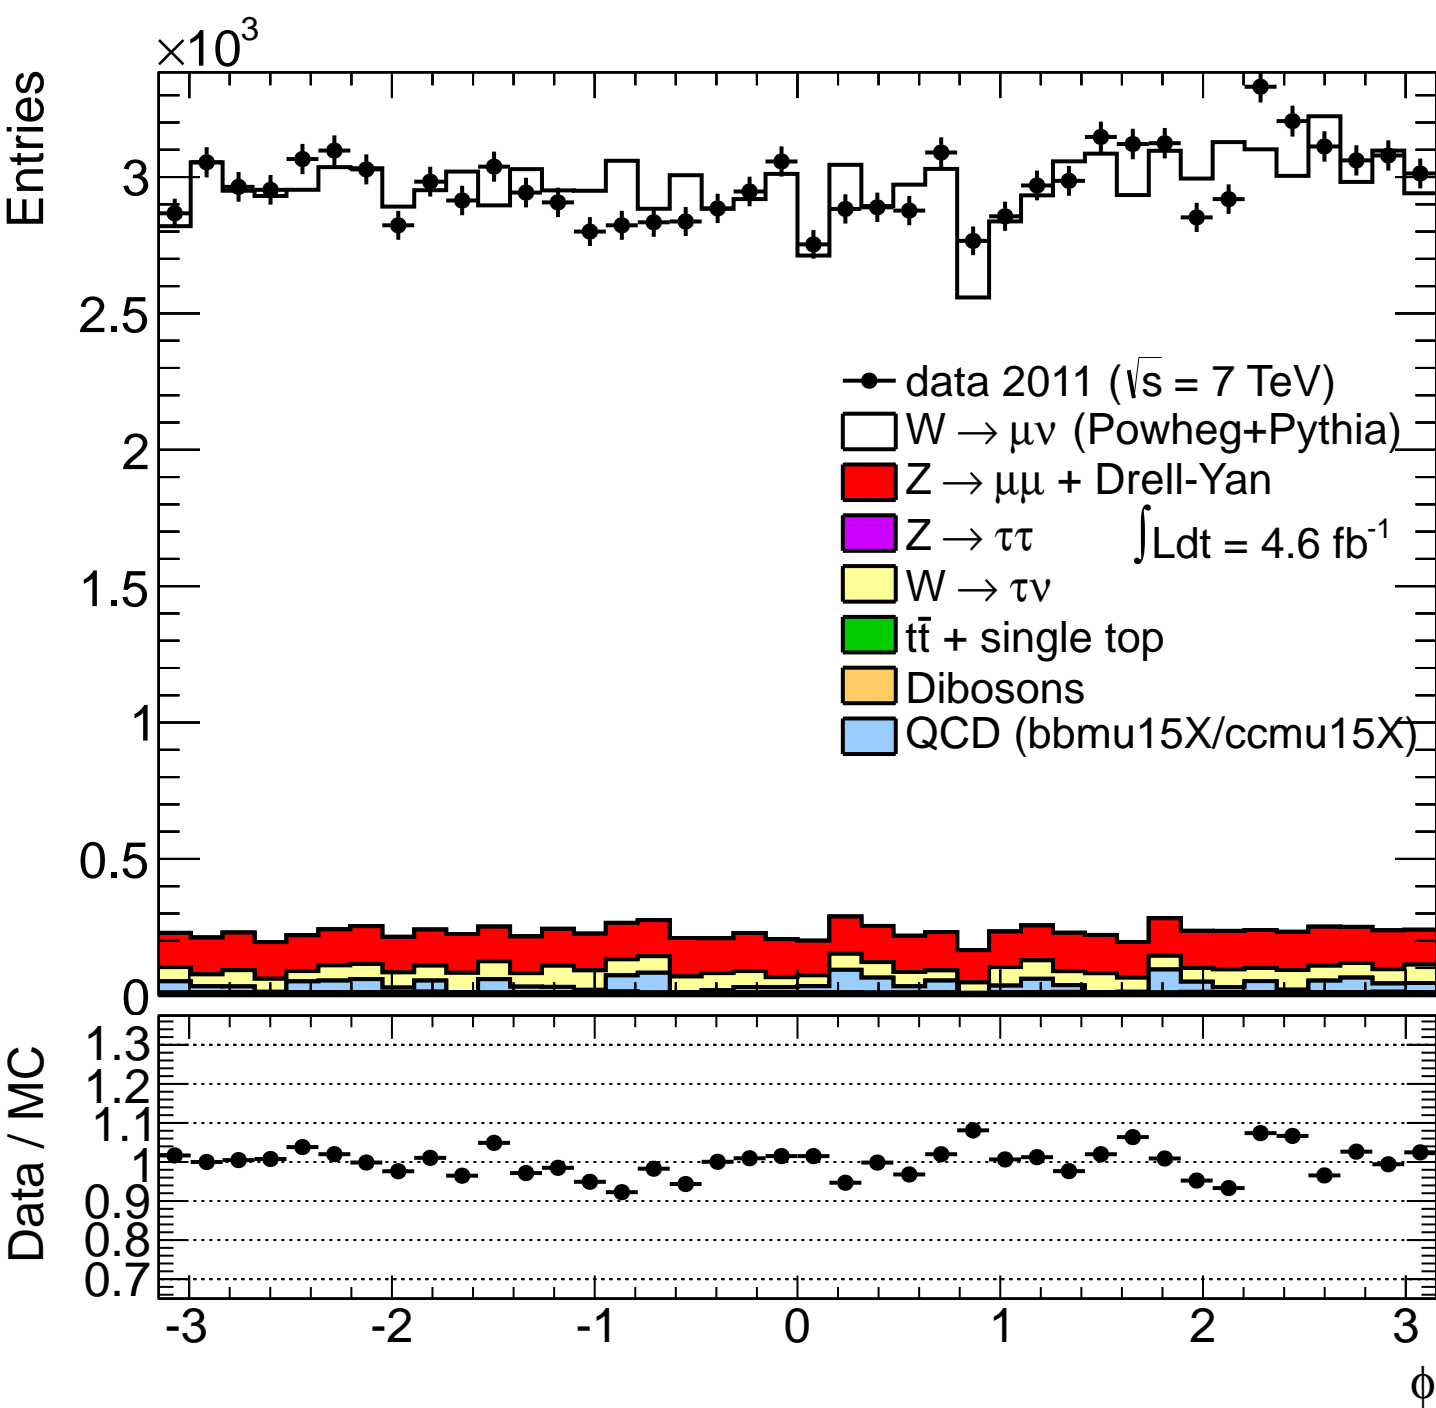 ×10³
Entries
3
2.5
2
1.5
1
0.5
0
data 2011 (√s = 7 TeV)
W → μν (Powheg+Pythia)
Z → μμ + Drell-Yan
Z → ττ
∫Ldt = 4.6 fb⁻¹
W → τν
tt̄ + single top
Dibosons
QCD (bbmu15X/ccmu15X)
Data / MC
1.3
1.2
1.1
1.0
0.9
0.8
0.7
-3 -2 -1 0 1 2 3
ϕ